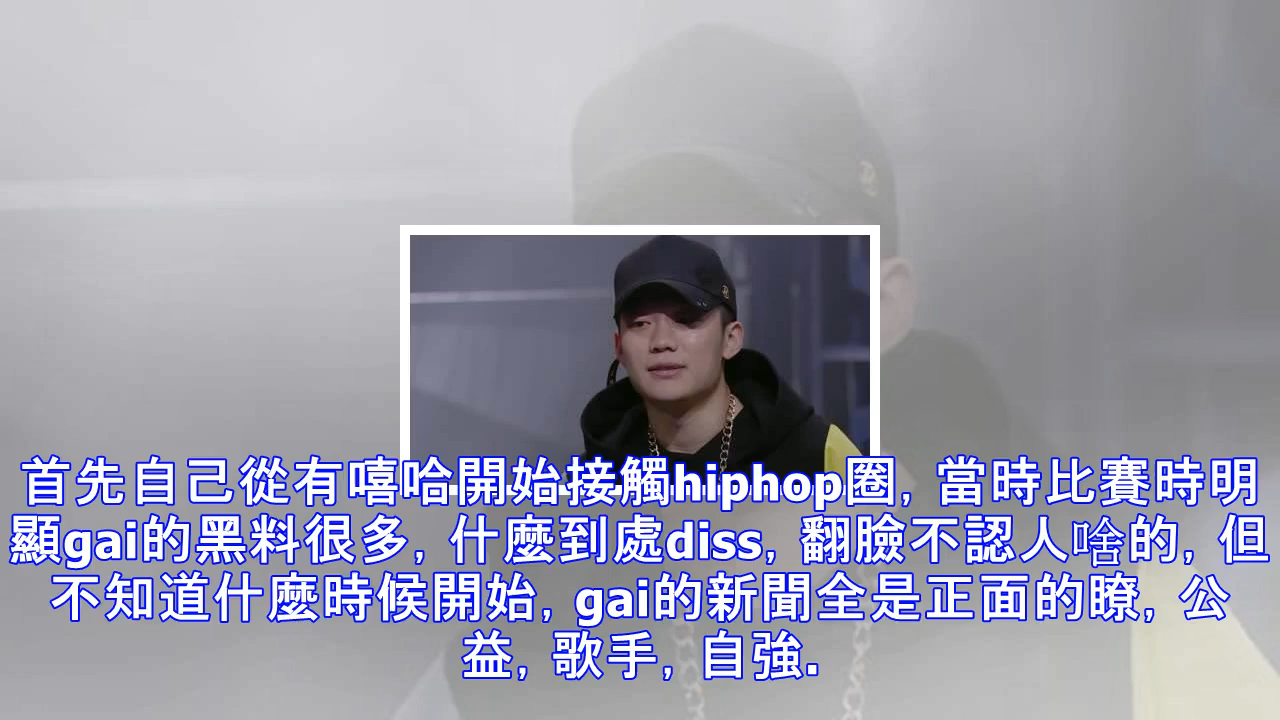 首先自己從有嘻哈開始接觸hiphop圈, 當時比賽時明
顯gai的黑料很多, 什麼到處diss, 翻臉不認人啥的, 但
不知道什麼時候開始, gai的新聞全是正面的瞭, 公
益, 歌手, 自強.